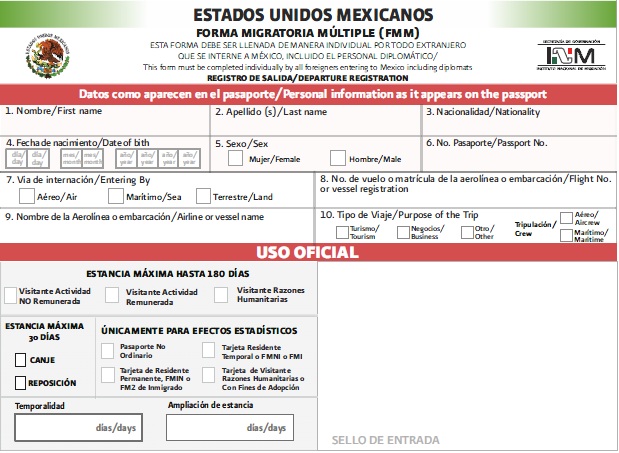 ESTADOS UNIDOS MEXICANOS
FORMA MIGRATORIA MÚLTIPLE (FMM)
ESTA FORMA DEBE SER LLENADA DE MANERA INDIVIDUAL POR TODO EXTRANJERO
QUE SE INTERNE A MÉXICO, INCLUIDO EL PERSONAL DIPLOMÁTICO/
This form must be completed individually by all foreigners entering to Mexico including diplomats
REGISTRO DE SALIDA/DEPARTURE REGISTRATION
SECRETARÍA DE GOBERNACIÓN
INM
INSTITUTO NACIONAL DE MIGRACIÓN
Datos como aparecen en el pasaporte/Personal information as it appears on the passport
1. Nombre/First name
2. Apellido (s)/Last name
3. Nacionalidad/Nationality
4. Fecha de nacimiento/Date of bith
día/ día/ mes/ mes/ año/ año/ año/ año/
day day month month year year year year
5. Sexo/Sex
Mujer/Female
Hombre/Male
6. No. Pasaporte/Passport No.
7. Via de internación/Entering By
Aéreo/Air
Marítimo/Sea
Terrestre/Land
8. No. de vuelo o matrícula de la aerolínea o embarcación/Flight No.
or vessel registration
9. Nombre de la Aerolínea o embarcación/Airline or vessel name
10. Tipo de Viaje/Purpose of the Trip
Turismo/
Tourism
Negocios/
Business
Otro/
Other
Tripulación/
Crew
Aéreo/
Aircrew
Marítimo/
Maritime
USO OFICIAL
ESTANCIA MÁXIMA HASTA 180 DÍAS
Visitante Actividad
NO Remunerada
Visitante Actividad
Remunerada
Visitante Razones
Humanitarias
ESTANCIA MÁXIMA
30 DÍAS
CANJE
REPOSICIÓN
ÚNICAMENTE PARA EFECTOS ESTADÍSTICOS
Pasaporte No
Ordinario
Tarjeta Residente
Temporal o FMNI o FMI
Tarjeta de Residente
Permanente, FMIN o
FM2 de Inmigrado
Tarjeta de Visitante
Razones Humanitarias o
Con Fines de Adopción
Temporalidad
días/days
Ampliación de estancia
días/days
SELLO DE ENTRADA